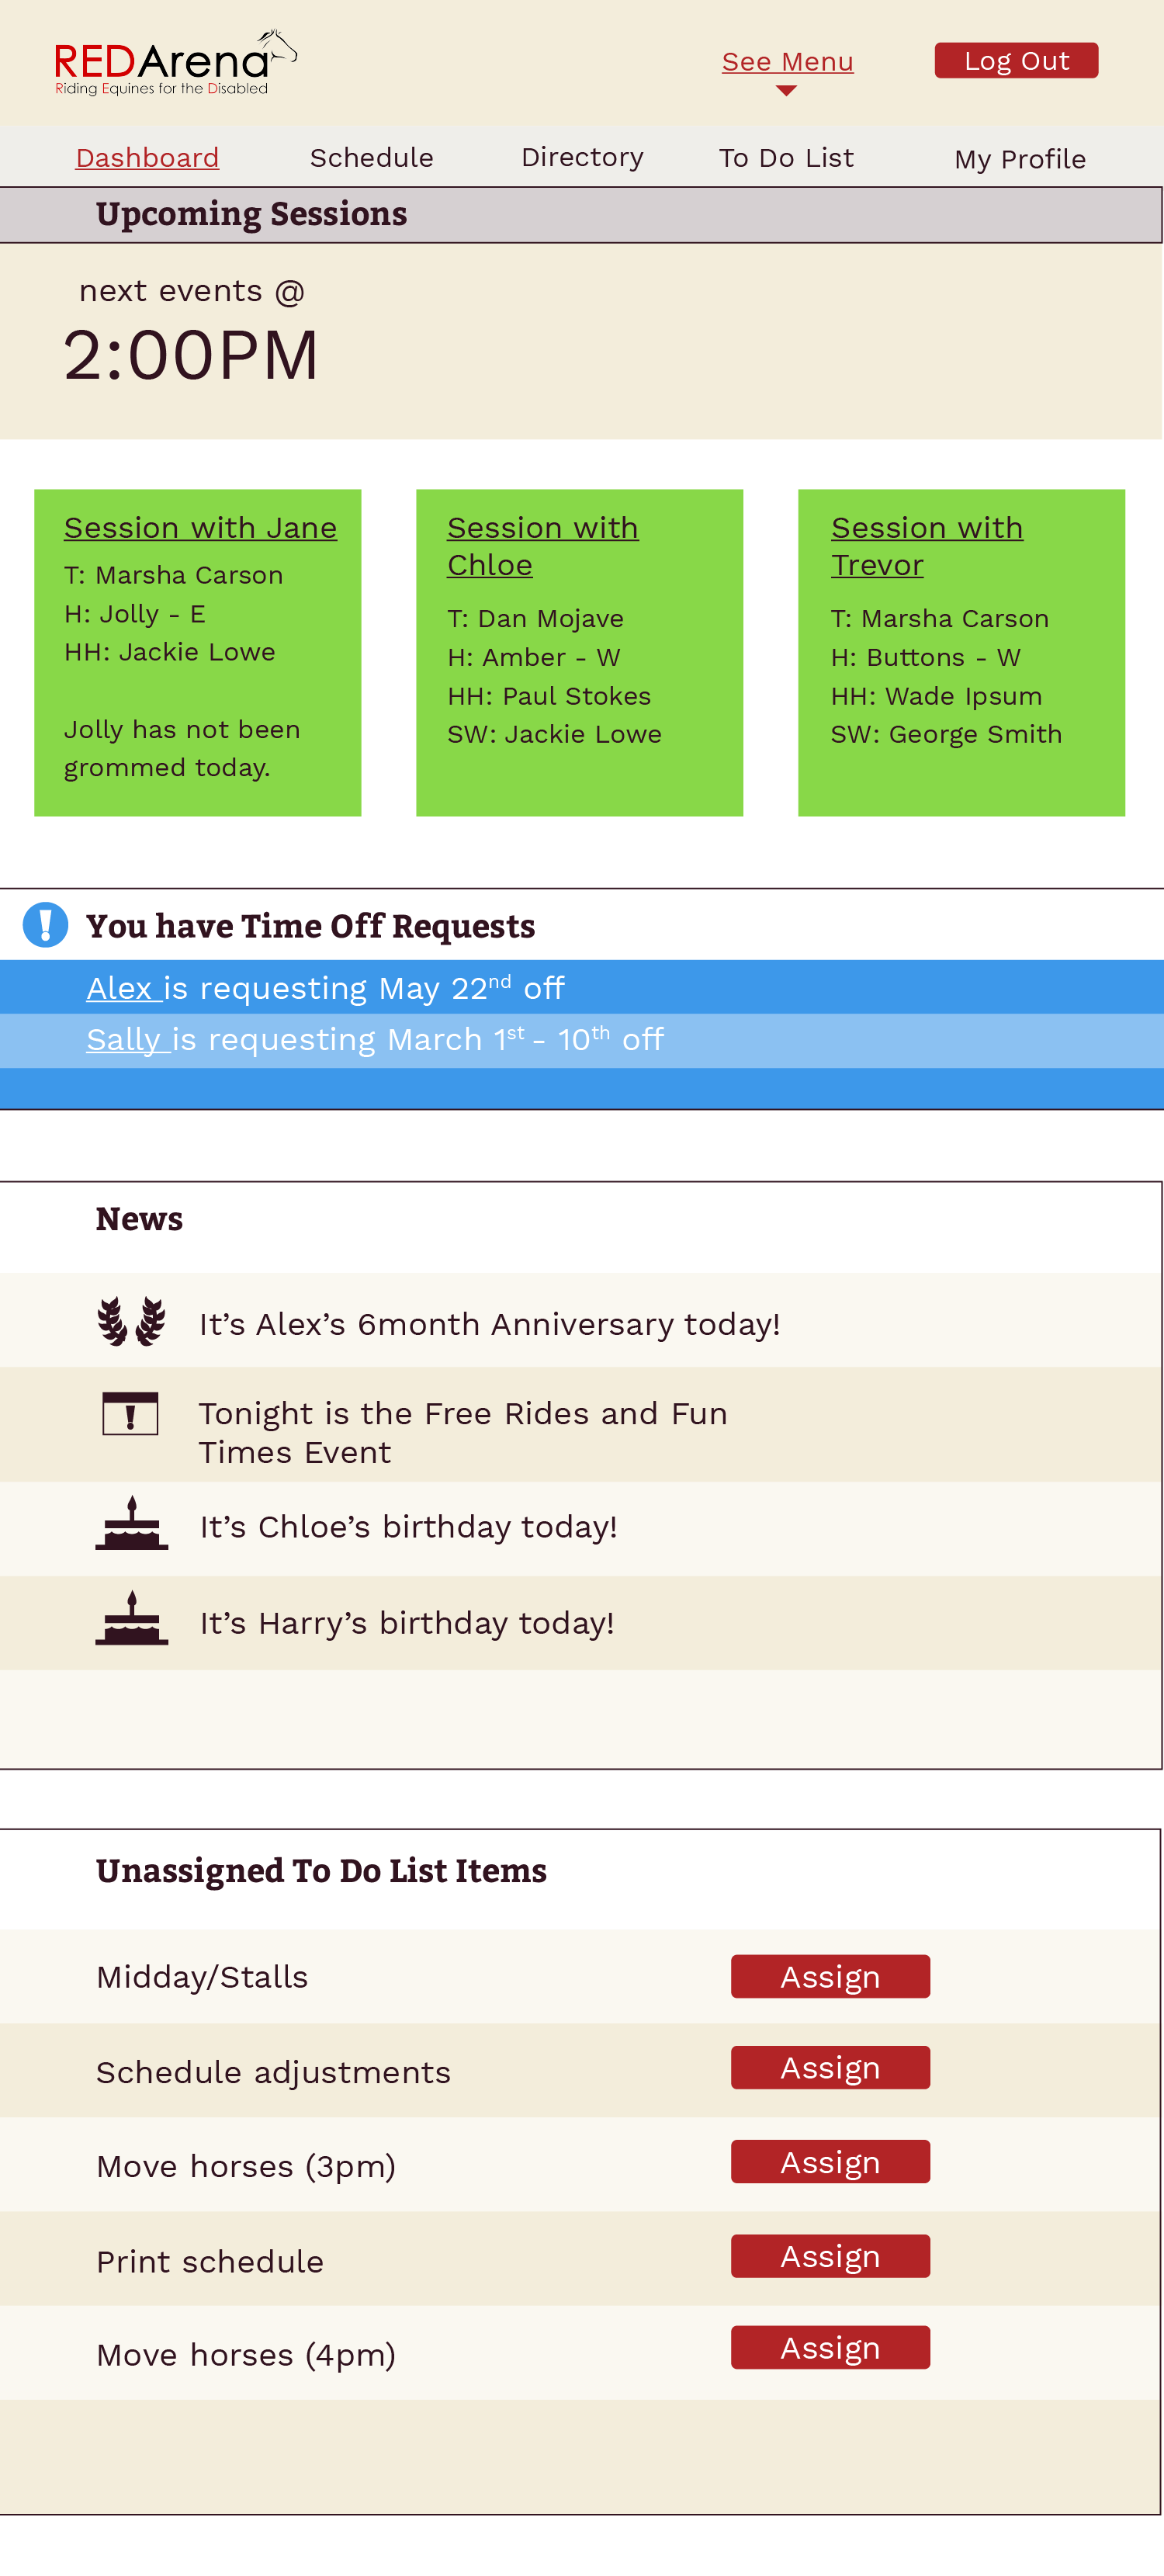 REDArena
Riding Equines for the Disabled
See Menu
Log Out
Dashboard
Schedule
Directory
To Do List
My Profile
Upcoming Sessions
next events @
2:00PM
Session with Jane
T: Marsha Carson
H: Jolly - E
HH: Jackie Lowe
Jolly has not been
grommed today.
Session with
Chloe
T: Dan Mojave
H: Amber - W
HH: Paul Stokes
SW: Jackie Lowe
Session with
Trevor
T: Marsha Carson
H: Buttons - W
HH: Wade Ipsum
SW: George Smith
You have Time Off Requests
Alex is requesting May 22nd off
Sally is requesting March 1st - 10th off
News
It’s Alex’s 6month Anniversary today!
Tonight is the Free Rides and Fun
Times Event
It’s Chloe’s birthday today!
It’s Harry’s birthday today!
Unassigned To Do List Items
Midday/Stalls
Assign
Schedule adjustments
Assign
Move horses (3pm)
Assign
Print schedule
Assign
Move horses (4pm)
Assign